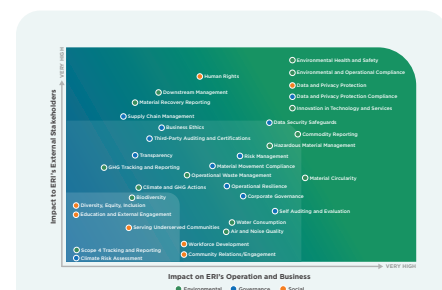 VERY HIGH
Impact to ERI's External Stakeholders
Environmental Health and Safety
Human Rights
Environmental and Operational Compliance
Data and Privacy Protection
Downstream Management
Data and Privacy Protection Compliance
Material Recovery Reporting
Innovation in Technology and Services
Supply Chain Management
Data Security Safeguards
Business Ethics
Commodity Reporting
Third-Party Auditing and Certifications
Hazardous Material Management
Transparency
Risk Management
GHG Tracking and Reporting
Material Movement Compliance
Operational Waste Management
Material Circularity
Climate and GHG Actions
Operational Resilience
Biodiversity
Corporate Governance
Diversity, Equity, Inclusion
Education and External Engagement
Self Auditing and Evaluation
Water Consumption
Serving Underserved Communities
Air and Noise Quality
Workforce Development
Scope 4 Tracking and Reporting
Community Relations/Engagement
Climate Risk Assessment
VERY HIGH
Impact on ERI's Operation and Business
Environmental Governance Social